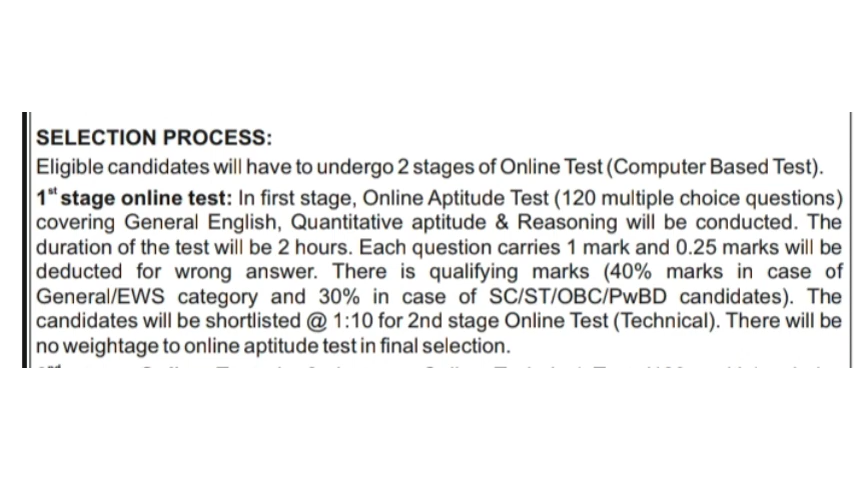 SELECTION PROCESS:
Eligible candidates will have to undergo 2 stages of Online Test (Computer Based Test).
1st stage online test: In first stage, Online Aptitude Test (120 multiple choice questions)
covering General English, Quantitative aptitude & Reasoning will be conducted. The
duration of the test will be 2 hours. Each question carries 1 mark and 0.25 marks will be
deducted for wrong answer. There is qualifying marks (40% marks in case of
General/EWS category and 30% in case of SC/ST/OBC/PwBD candidates). The
candidates will be shortlisted @ 1:10 for 2nd stage Online Test (Technical). There will be
no weightage to online aptitude test in final selection.